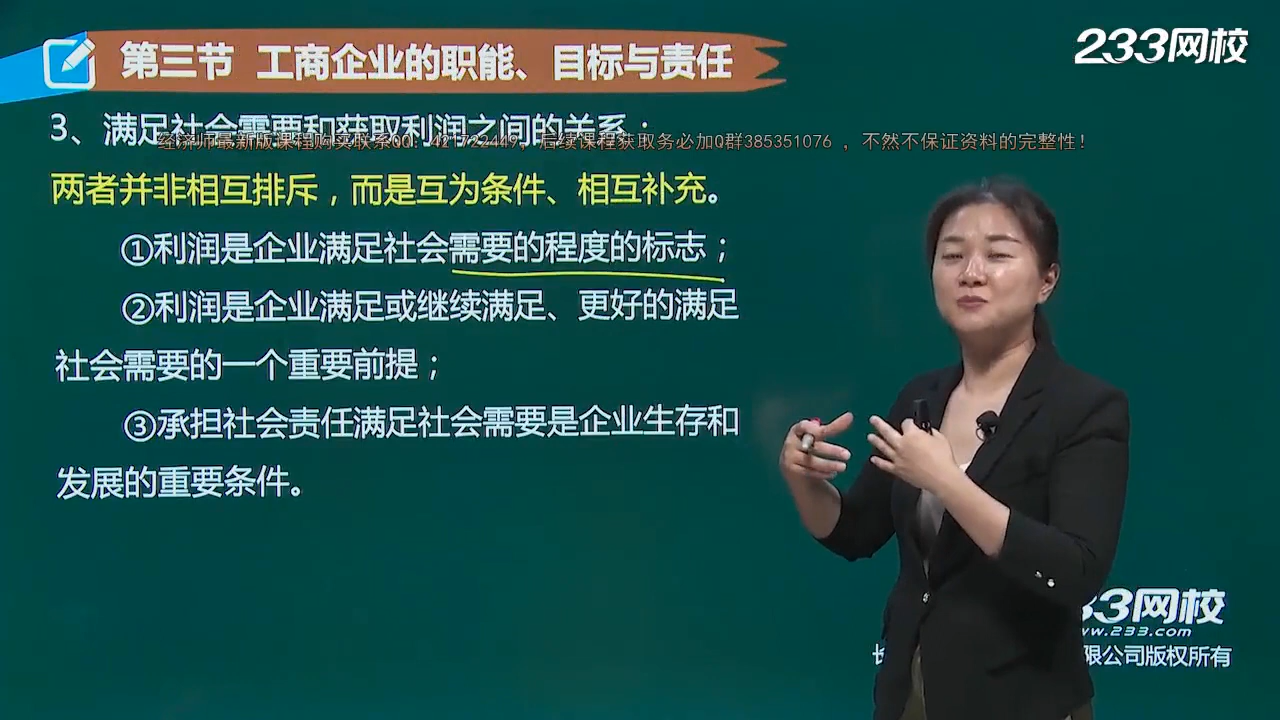 第三节 工商企业的职能、目标与责任
233网校
3、满足社会需要和获取利润之间的关系：
经济师最新版课程购买联系QQ：421722449，后续课程获取务必加Q群385351076 ，不然不保证资料的完整性！
两者并非相互排斥，而是互为条件、相互补充。
①利润是企业满足社会需要的程度的标志；
②利润是企业满足或继续满足、更好的满足
社会需要的一个重要前提；
③承担社会责任满足社会需要是企业生存和
发展的重要条件。
33网校
ww.233.com
限公司版权所有